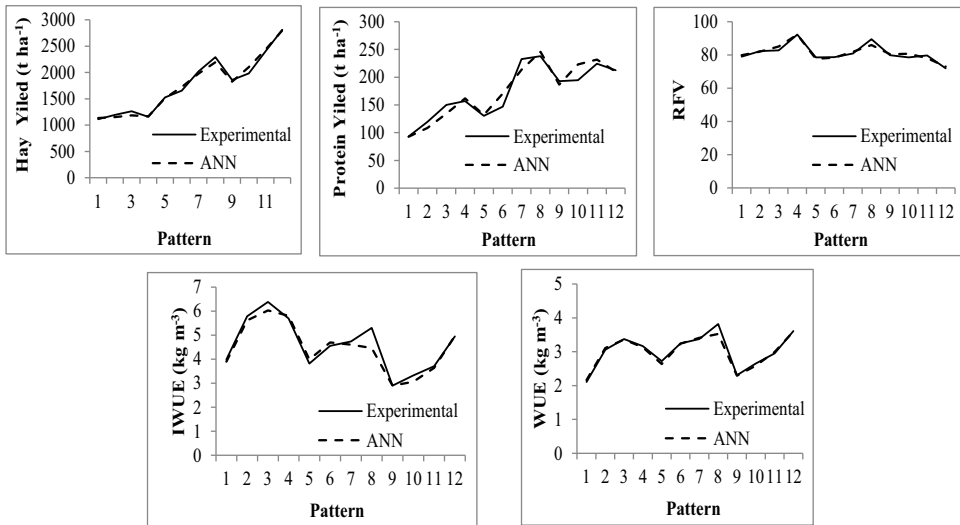 Hay Yiled (t ha⁻¹)
3000
2500
2000
1500
1000
500
0
Experimental
ANN
1 3 5 7 9 11
Pattern
Protein Yiled (t ha⁻¹)
300
250
200
150
100
50
0
Experimental
ANN
1 2 3 4 5 6 7 8 9 10 11 12
Pattern
RFV
100
80
60
40
20
0
Experimental
ANN
1 2 3 4 5 6 7 8 9 10 11 12
Pattern
IWUE (kg m⁻³)
7
6
5
4
3
2
1
0
Experimental
ANN
1 2 3 4 5 6 7 8 9 10 11 12
Pattern
WUE (kg m⁻³)
5
4
3
2
1
0
Experimental
ANN
1 2 3 4 5 6 7 8 9 10 11 12
Pattern